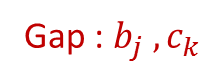 Gap : b_j , c_k